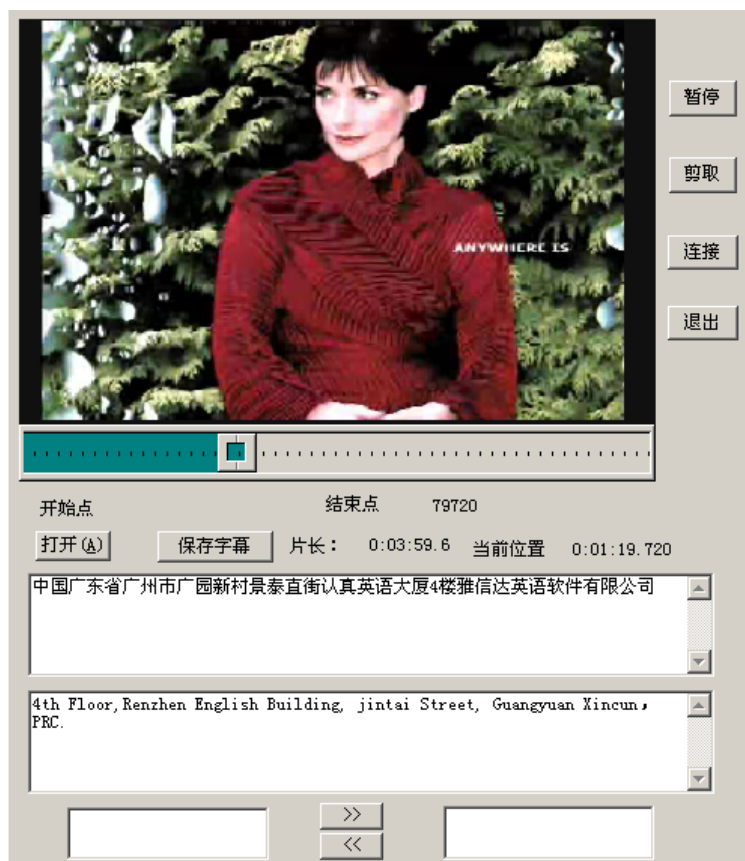 暂停
剪取
ANYWHERE IS
连接
退出
开始点
结束点 79720
打开(A) 保存字幕 片长: 0:03:59.6 当前位置 0:01:19.720
中国广东省广州市广园新村景泰直街认真英语大厦4楼雅信达英语软件有限公司
4th Floor,Renzhen English Building, jintai Street, Guangyuan Xincun,
PRC.
>>
<<